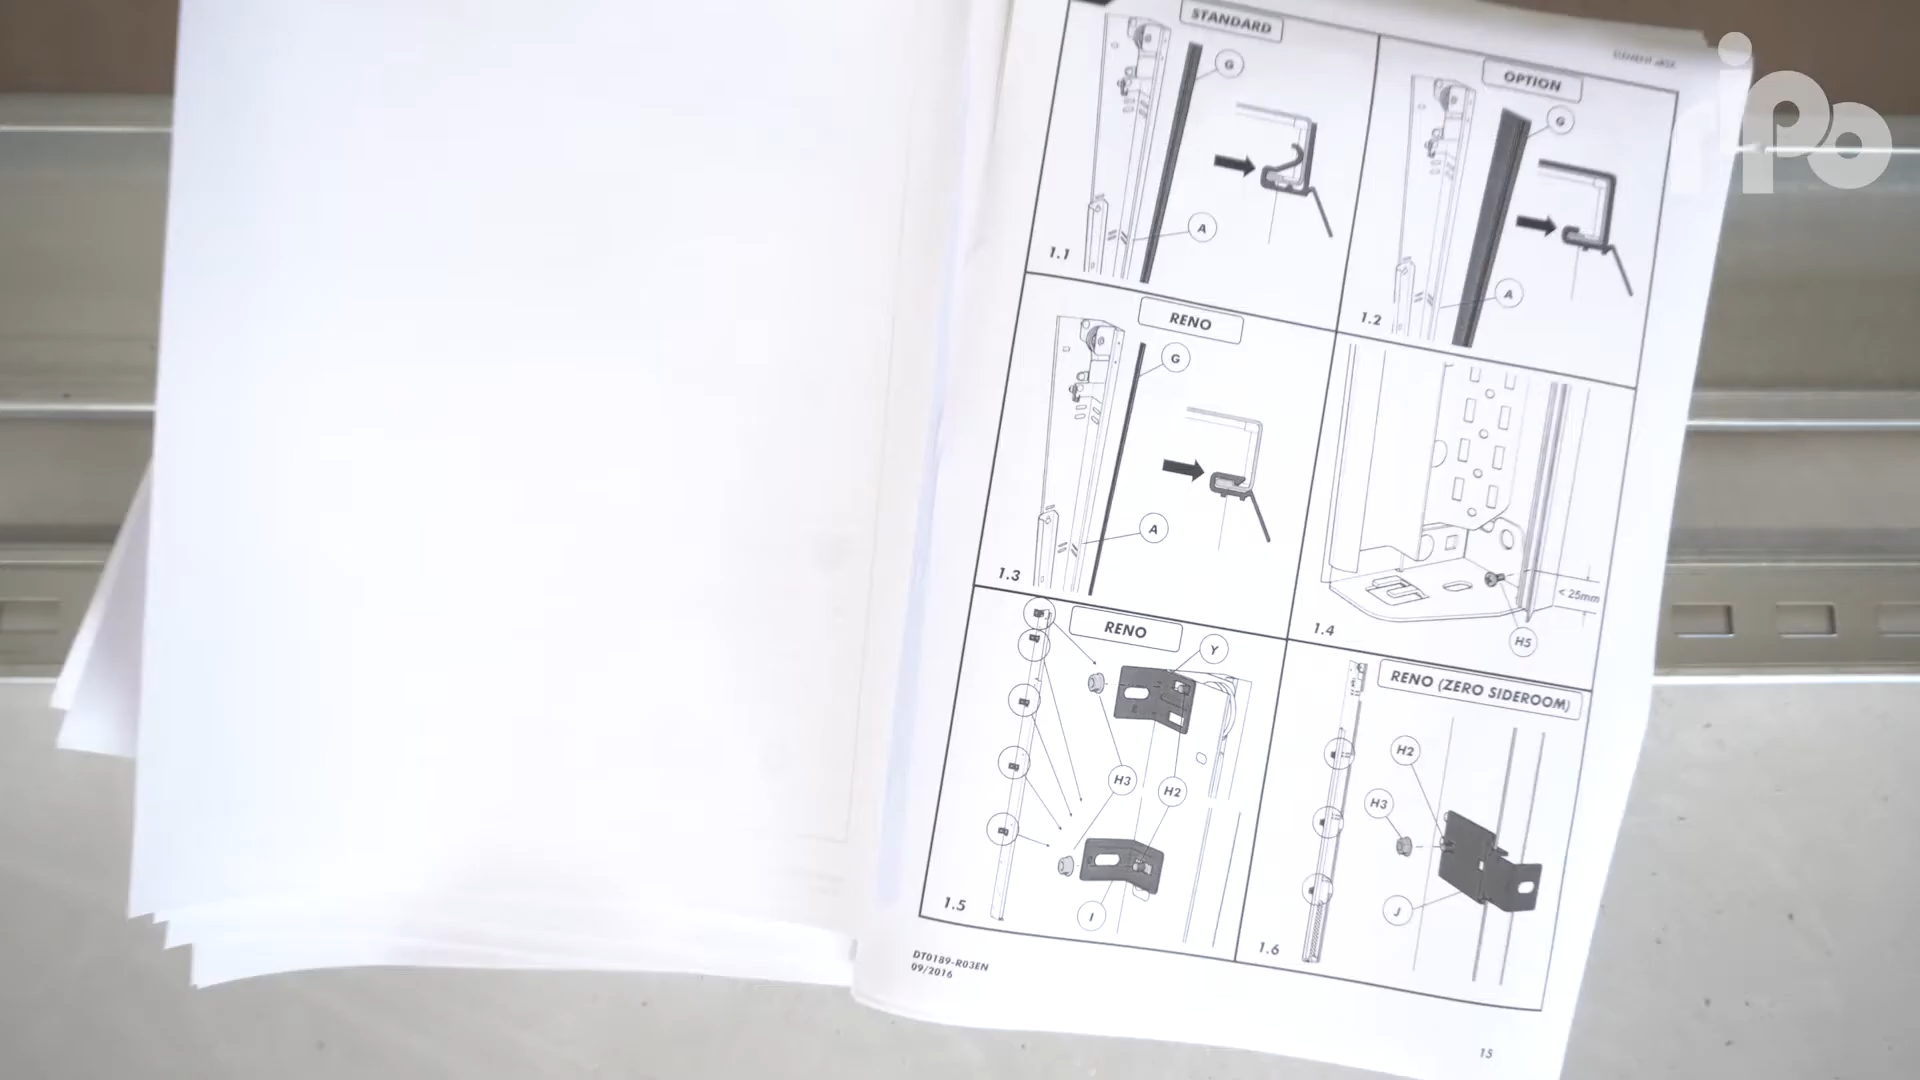 STANDARD
G
A
1.1
OPTION
G
A
1.2
RENO
G
A
1.3
< 25mm
H5
1.4
RENO
Y
H3
H2
I
1.5
RENO (ZERO SIDEROOM)
H2
H3
J
1.6
DT0189-R03EN
09/2016
15
iPo